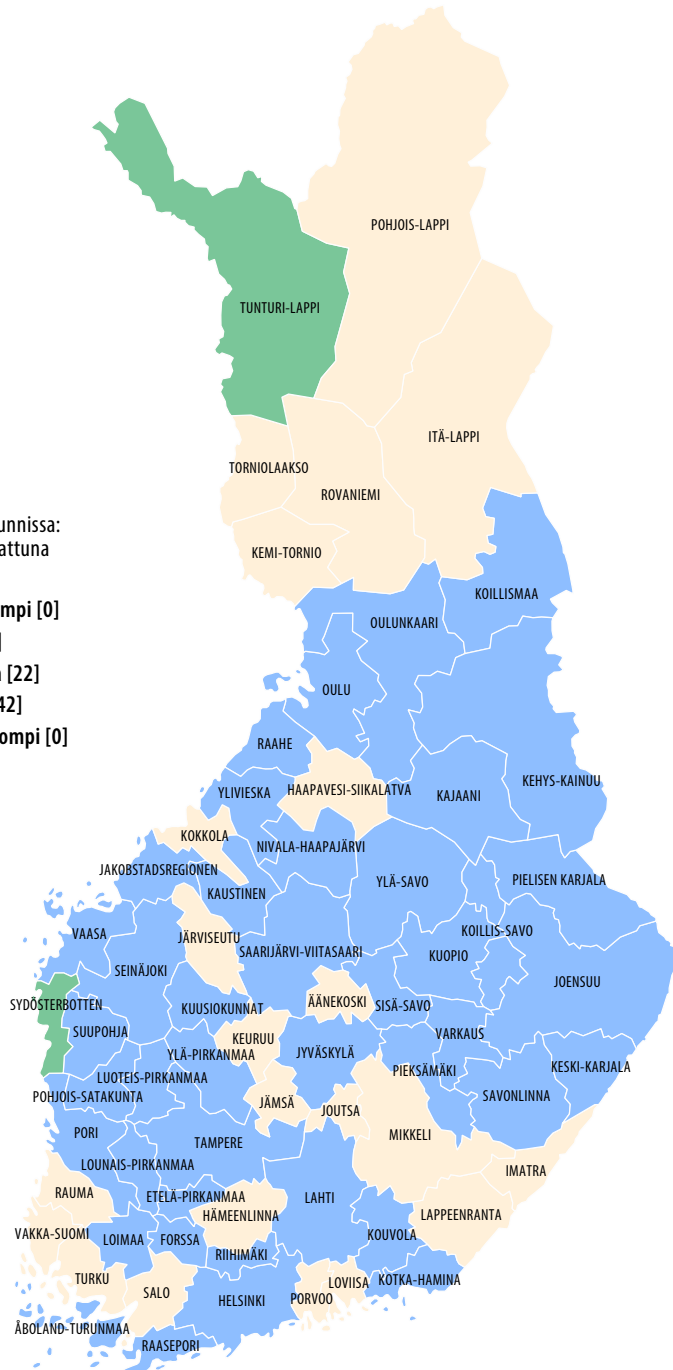 POHJOIS-LAPPI
TUNTURI-LAPPI
ITÄ-LAPPI
TORNIOLAAKSO
ROVANIEMI
KEMI-TORNIO
unnissa:
attuna
mpi [0]
]
[22]
42]
ompi [0]
KOILLISMAA
OULUNKAARI
OULU
RAAHE
YLIVIESKA
HAAPAVESI-SIIKALATVA
KAJAANI
KEHYS-KAINUU
KOKKOLA
NIVALA-HAAPAJÄRVI
JAKOBSTADSREGIONEN
KAUSTINEN
YLÄ-SAVO
PIELISEN KARJALA
VAASA
JÄRVISEUTU
SAARIJÄRVI-VIITASAARI
KOILLIS-SAVO
KUOPIO
SEINÄJOKI
JOENSUU
SYDÖSTERBOTTEN
KUUSIOKUNNAT
ÄÄNEKOSKI
SISÄ-SAVO
SUUPOHJA
KEURUU
VARKAUS
YLÄ-PIRKANMAA
JYVÄSKYLÄ
PIEKSÄMÄKI
KESKI-KARJALA
LUOTEIS-PIRKANMAA
POHJOIS-SATAKUNTA
SAVONLINNA
JÄMSÄ
JOUTSA
PORI
TAMPERE
MIKKELI
LOUNAIS-PIRKANMAA
IMATRA
RAUMA
ETELÄ-PIRKANMAA
LAHTI
HÄMEENLINNA
LAPPEENRANTA
VAKKA-SUOMI
LOIMAA
FORSSA
KOUVOLA
RIIHIMÄKI
TURKU
SALO
LOVIISA
KOTKA-HAMINA
HELSINKI
PORVOO
ÅBOLAND-TURUNMAA
RAASEPORI